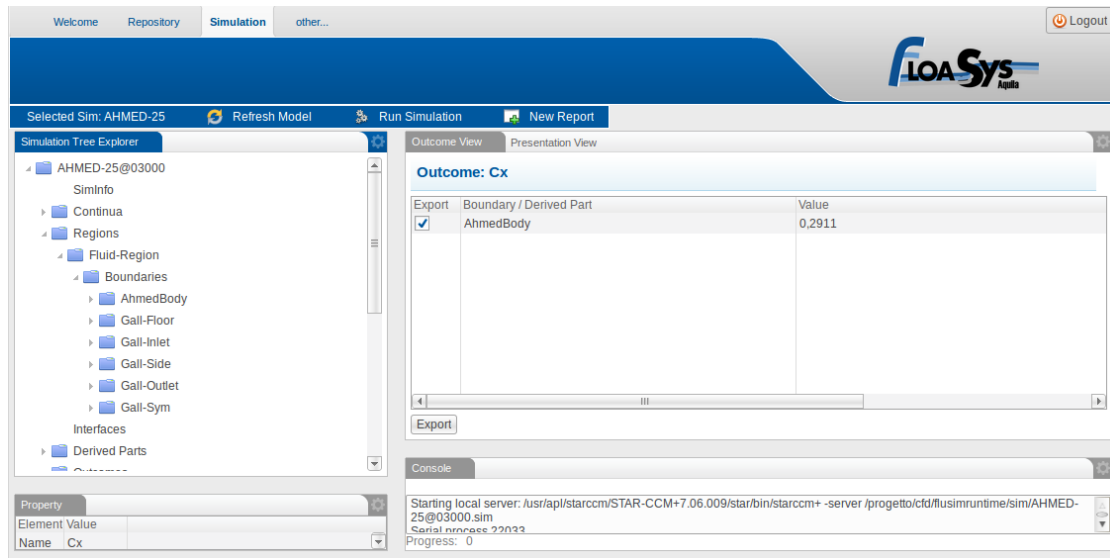 Welcome Repository Simulation other... Logout
FLOASYS
Aquila
Selected Sim: AHMED-25 Refresh Model Run Simulation New Report
Simulation Tree Explorer
AHMED-25@03000
SimInfo
Continua
Regions
Fluid-Region
Boundaries
AhmedBody
Gall-Floor
Gall-Inlet
Gall-Side
Gall-Outlet
Gall-Sym
Interfaces
Derived Parts
Outcomes
Property
Element Value
Name Cx
Outcome View Presentation View
Outcome: Cx
Export Boundary / Derived Part Value
AhmedBody 0,2911
Export
Console
Starting local server: /usr/apl/starccm/STAR-CCM+7.06.009/star/bin/starccm+ -server /progetto/cfd/flusimruntime/sim/AHMED-
25@03000.sim
Serial process 22033
Progress: 0